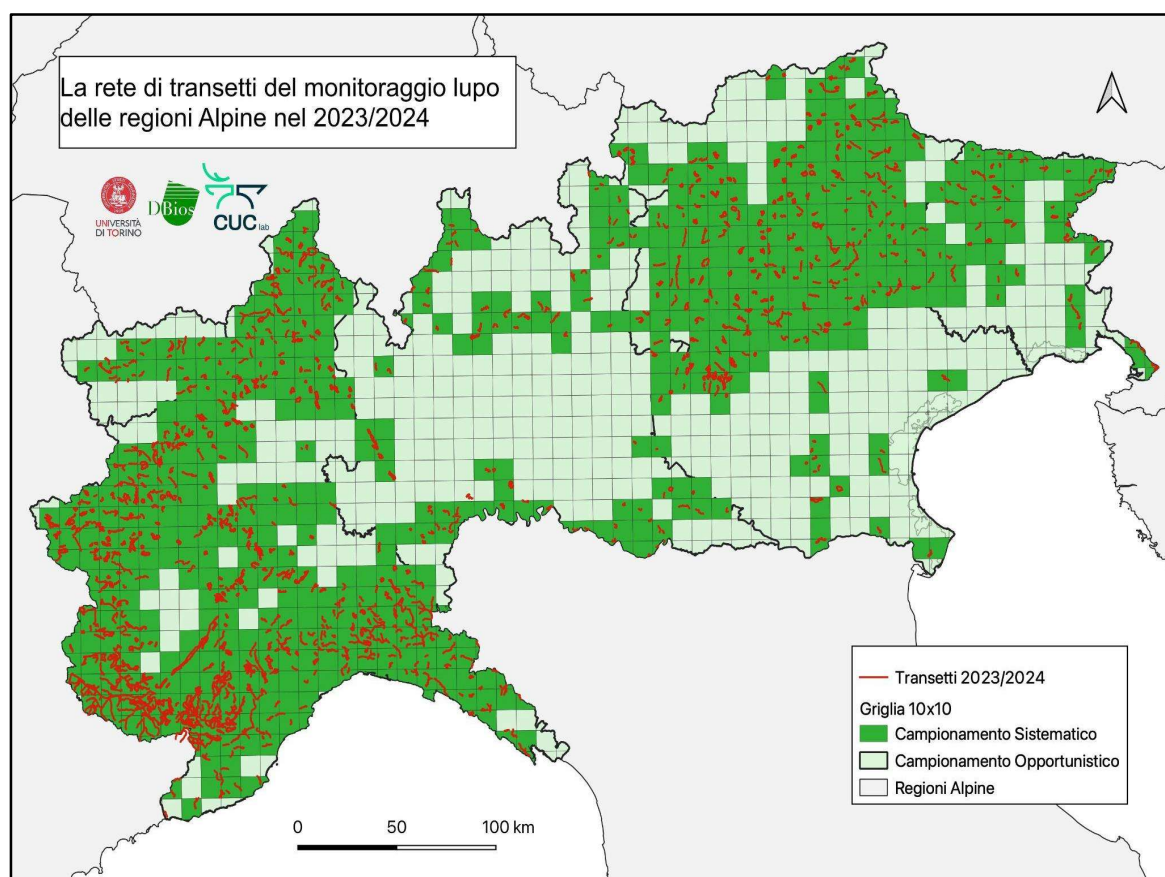 La rete di transetti del monitoraggio lupo
delle regioni Alpine nel 2023/2024
UNIVERSITÀ
DI TORINO
DBios
CUC lab
Transetti 2023/2024
Griglia 10x10
Campionamento Sistematico
Campionamento Opportunistico
Regioni Alpine
0 50 100 km